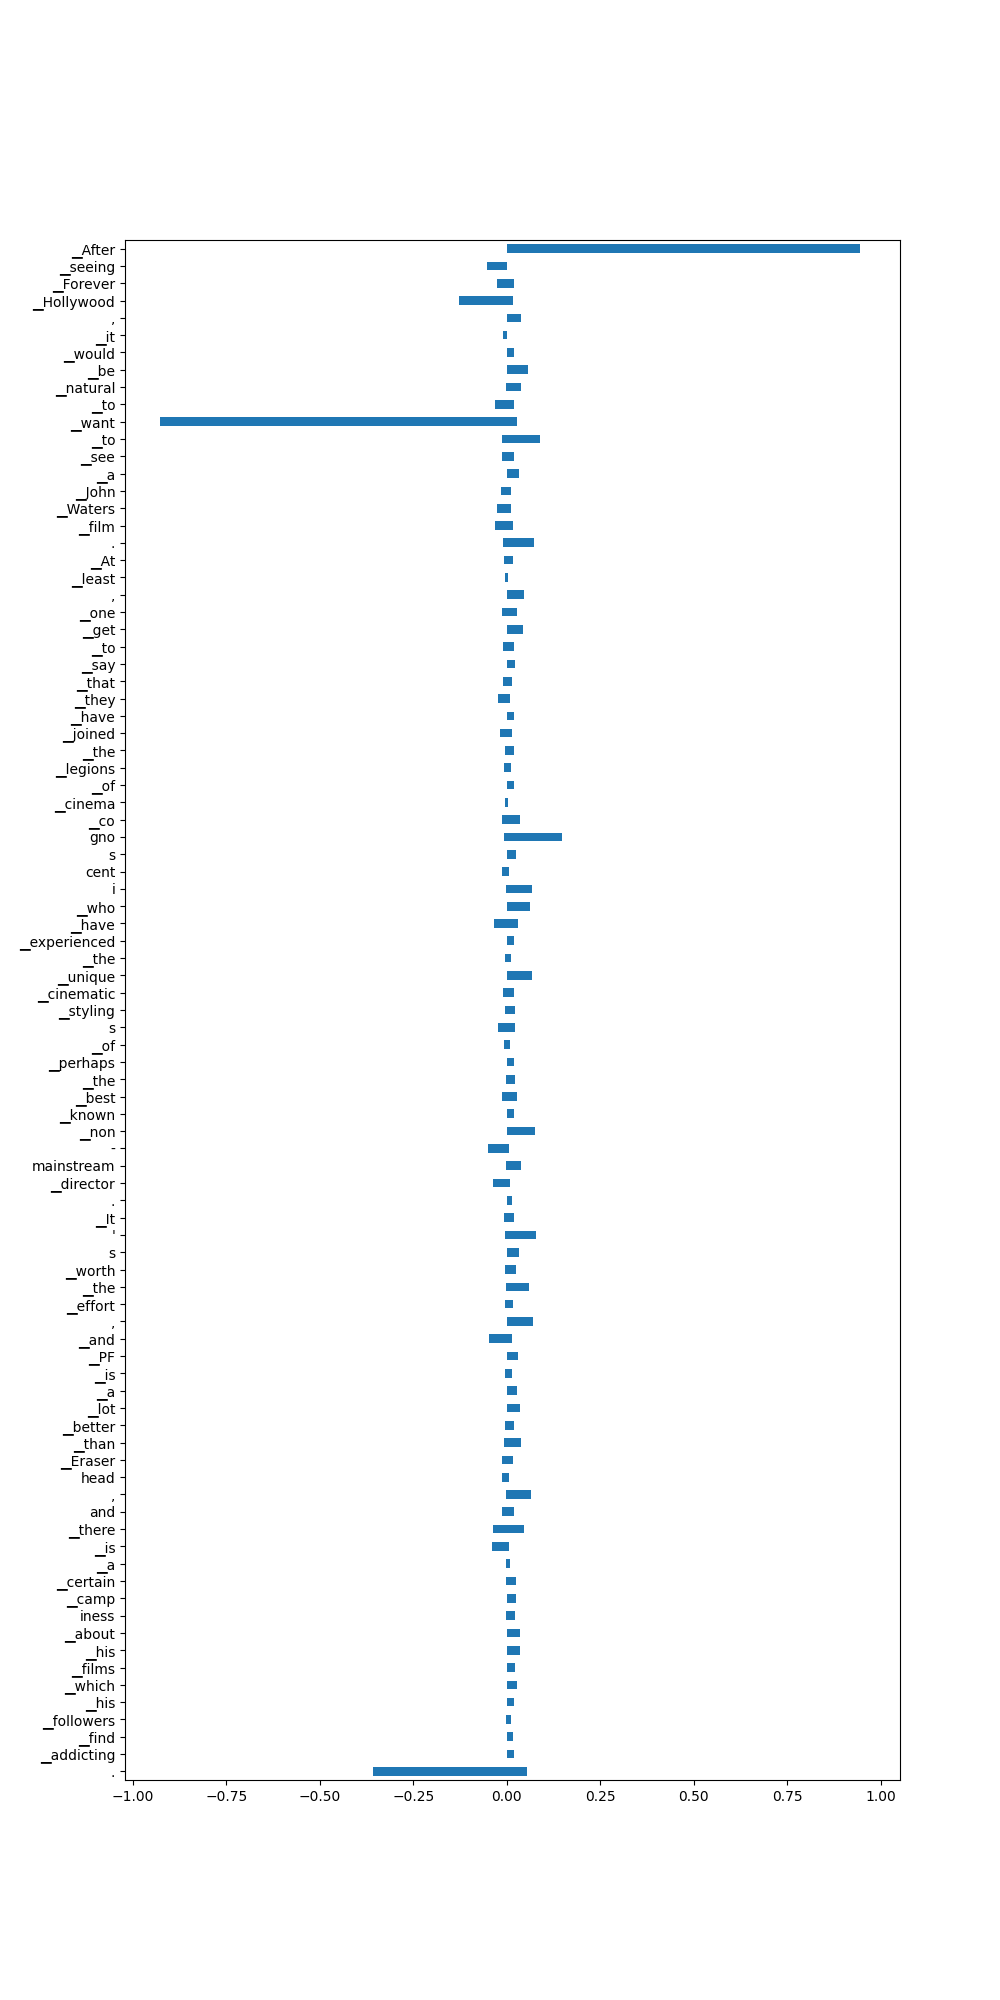 ▁After
▁seeing
▁Forever
▁Hollywood
,
▁it
▁would
▁be
▁natural
▁to
▁want
▁to
▁see
▁a
▁John
▁Waters
▁film
.
▁At
▁least
,
▁one
▁get
▁to
▁say
▁that
▁they
▁have
▁joined
▁the
▁legions
▁of
▁cinema
▁co
gno
s
cent
i
▁who
▁have
▁experienced
▁the
▁unique
▁cinematic
▁styling
s
▁of
▁perhaps
▁the
▁best
▁known
▁non
-
mainstream
▁director
.
▁It
'
s
▁worth
▁the
▁effort
,
▁and
▁PF
▁is
▁a
▁lot
▁better
▁than
▁Eraser
head
,
and
▁there
▁is
▁a
▁certain
▁camp
iness
▁about
▁his
▁films
▁which
▁his
▁followers
▁find
▁addicting
.
−1.00 −0.75 −0.50 −0.25 0.00 0.25 0.50 0.75 1.00